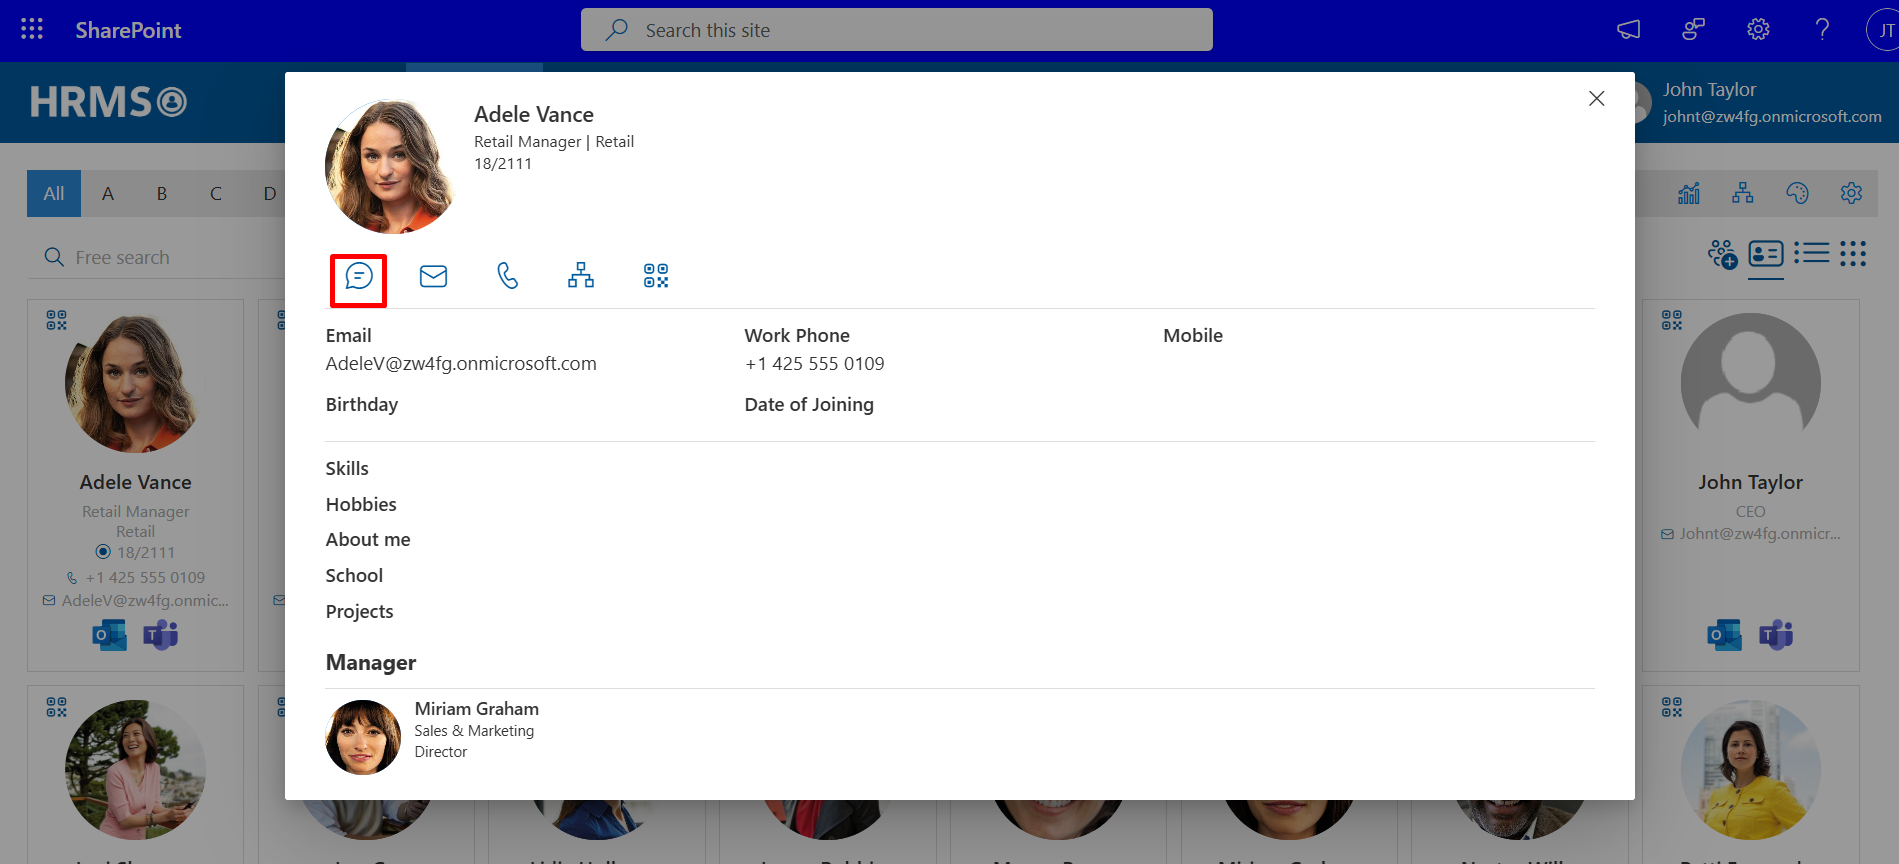 SharePoint
Search this site
JT
HRMS
John Taylor
johnt@zw4fg.onmicrosoft.com
Adele Vance
Retail Manager | Retail
18/2111
All A B C D
Free search
Email
AdeleV@zw4fg.onmicrosoft.com
Work Phone
+1 425 555 0109
Mobile
Birthday
Date of Joining
Skills
Hobbies
About me
School
Projects
Manager
Miriam Graham
Sales & Marketing
Director
Adele Vance
Retail Manager
Retail
18/2111
+1 425 555 0109
AdeleV@zw4fg.onmic...
John Taylor
CEO
Johnt@zw4fg.onmicr...